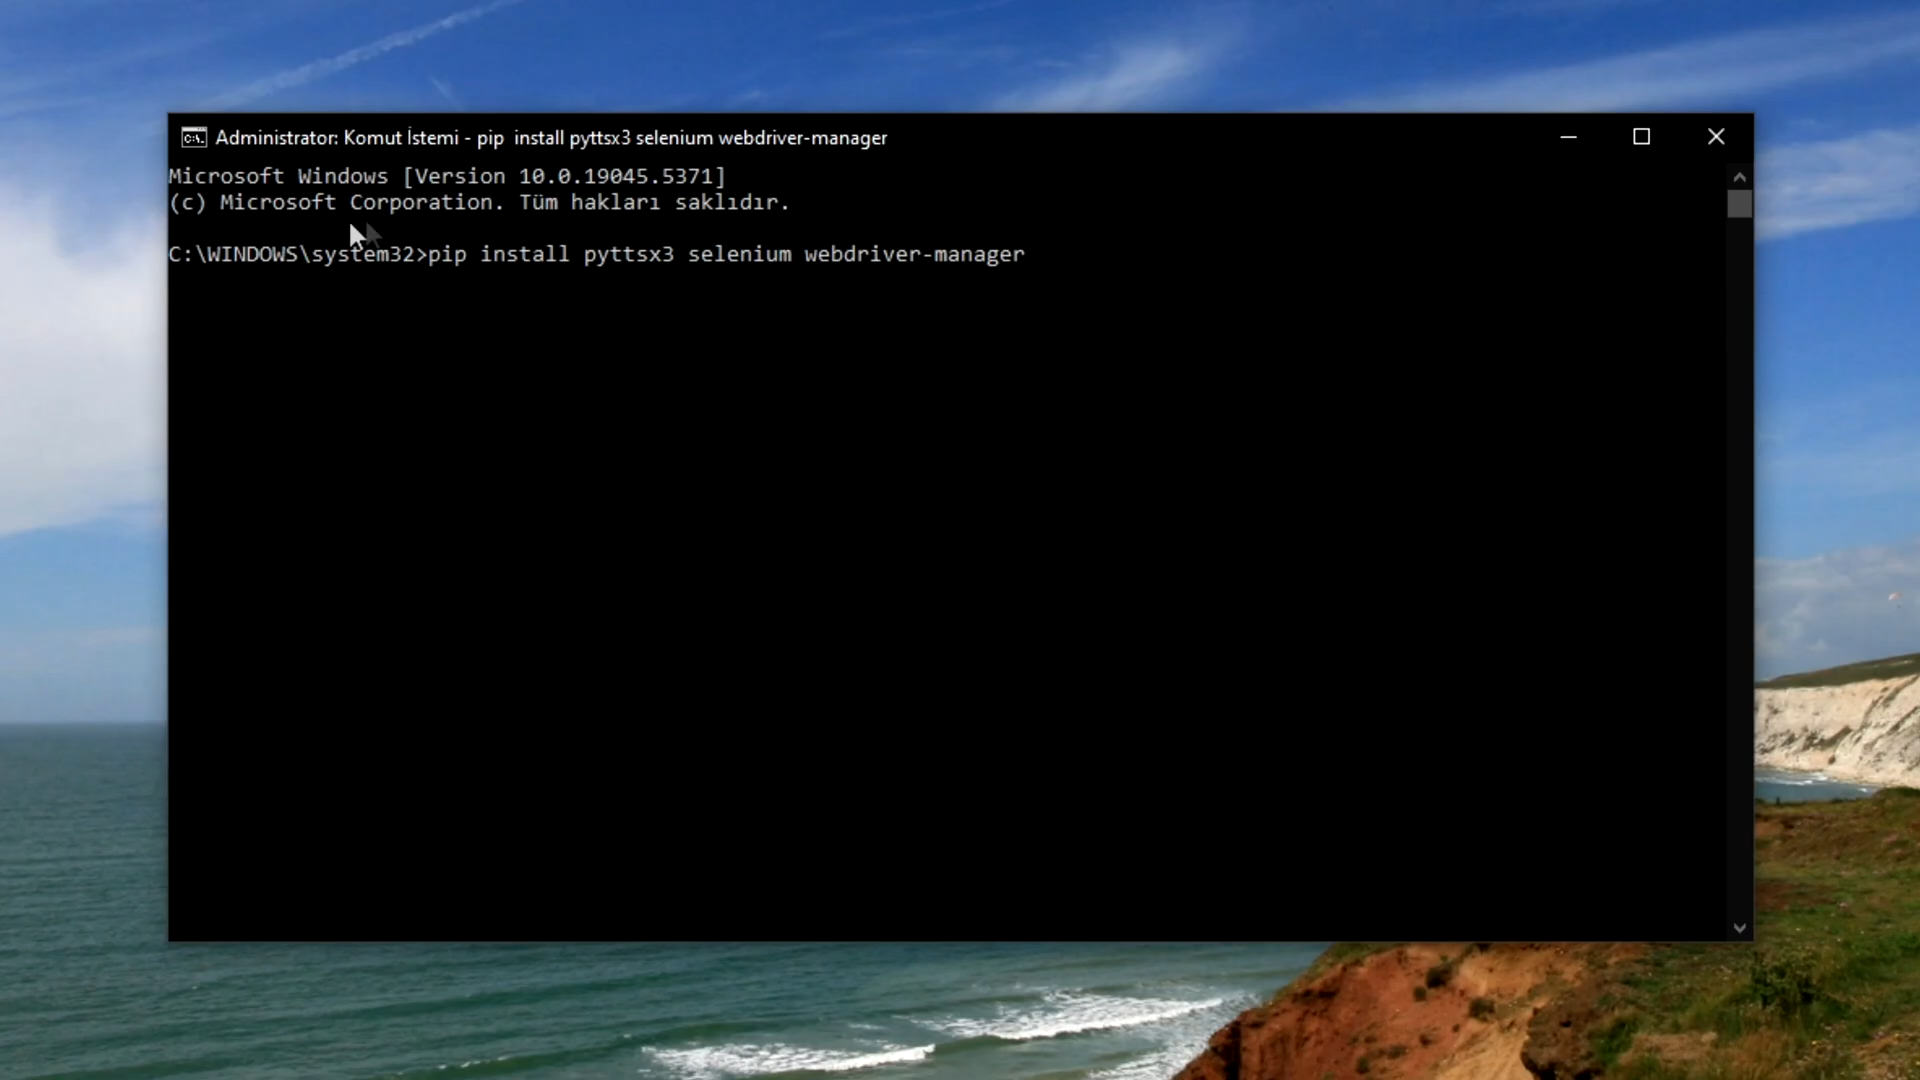 Administrator: Komut İstemi - pip  install pyttsx3 selenium webdriver-manager
Microsoft Windows [Version 10.0.19045.5371]
(c) Microsoft Corporation. Tüm hakları saklıdır.
C:\WINDOWS\system32>pip install pyttsx3 selenium webdriver-manager